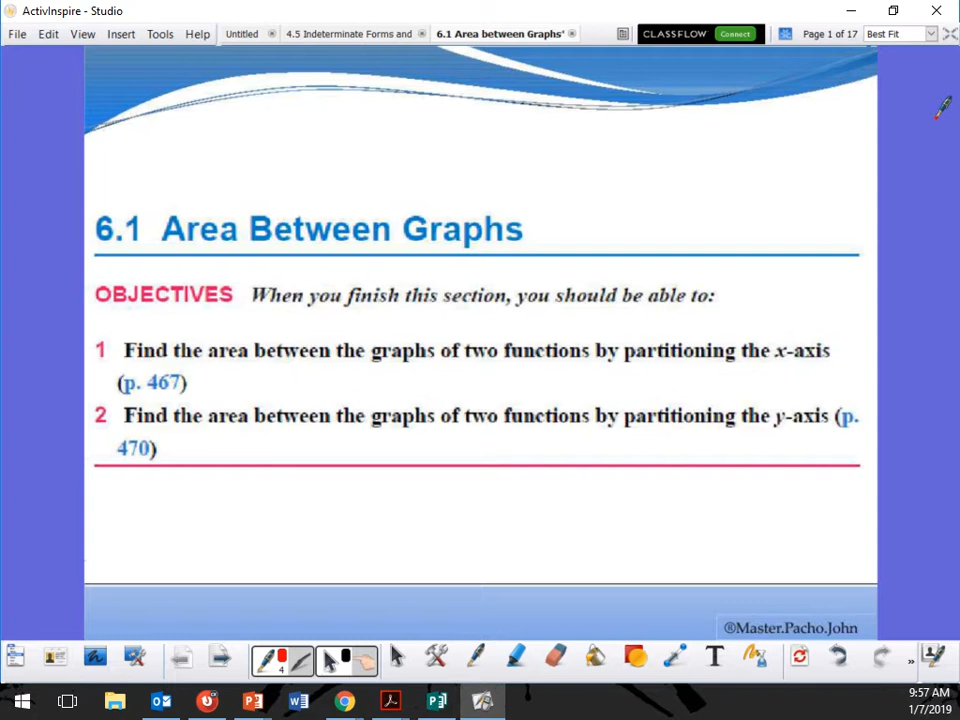 ActivInspire - Studio
File Edit View Insert Tools Help Untitled 4.5 Indeterminate Forms and 6.1 Area between Graphs* CLASSFLOW Connect Page 1 of 17 Best Fit
6.1 Area Between Graphs
OBJECTIVES When you finish this section, you should be able to:
1 Find the area between the graphs of two functions by partitioning the x-axis
(p. 467)
2 Find the area between the graphs of two functions by partitioning the y-axis (p.
470)
®Master.Pacho.John
4 T »
9:57 AM
1/7/2019